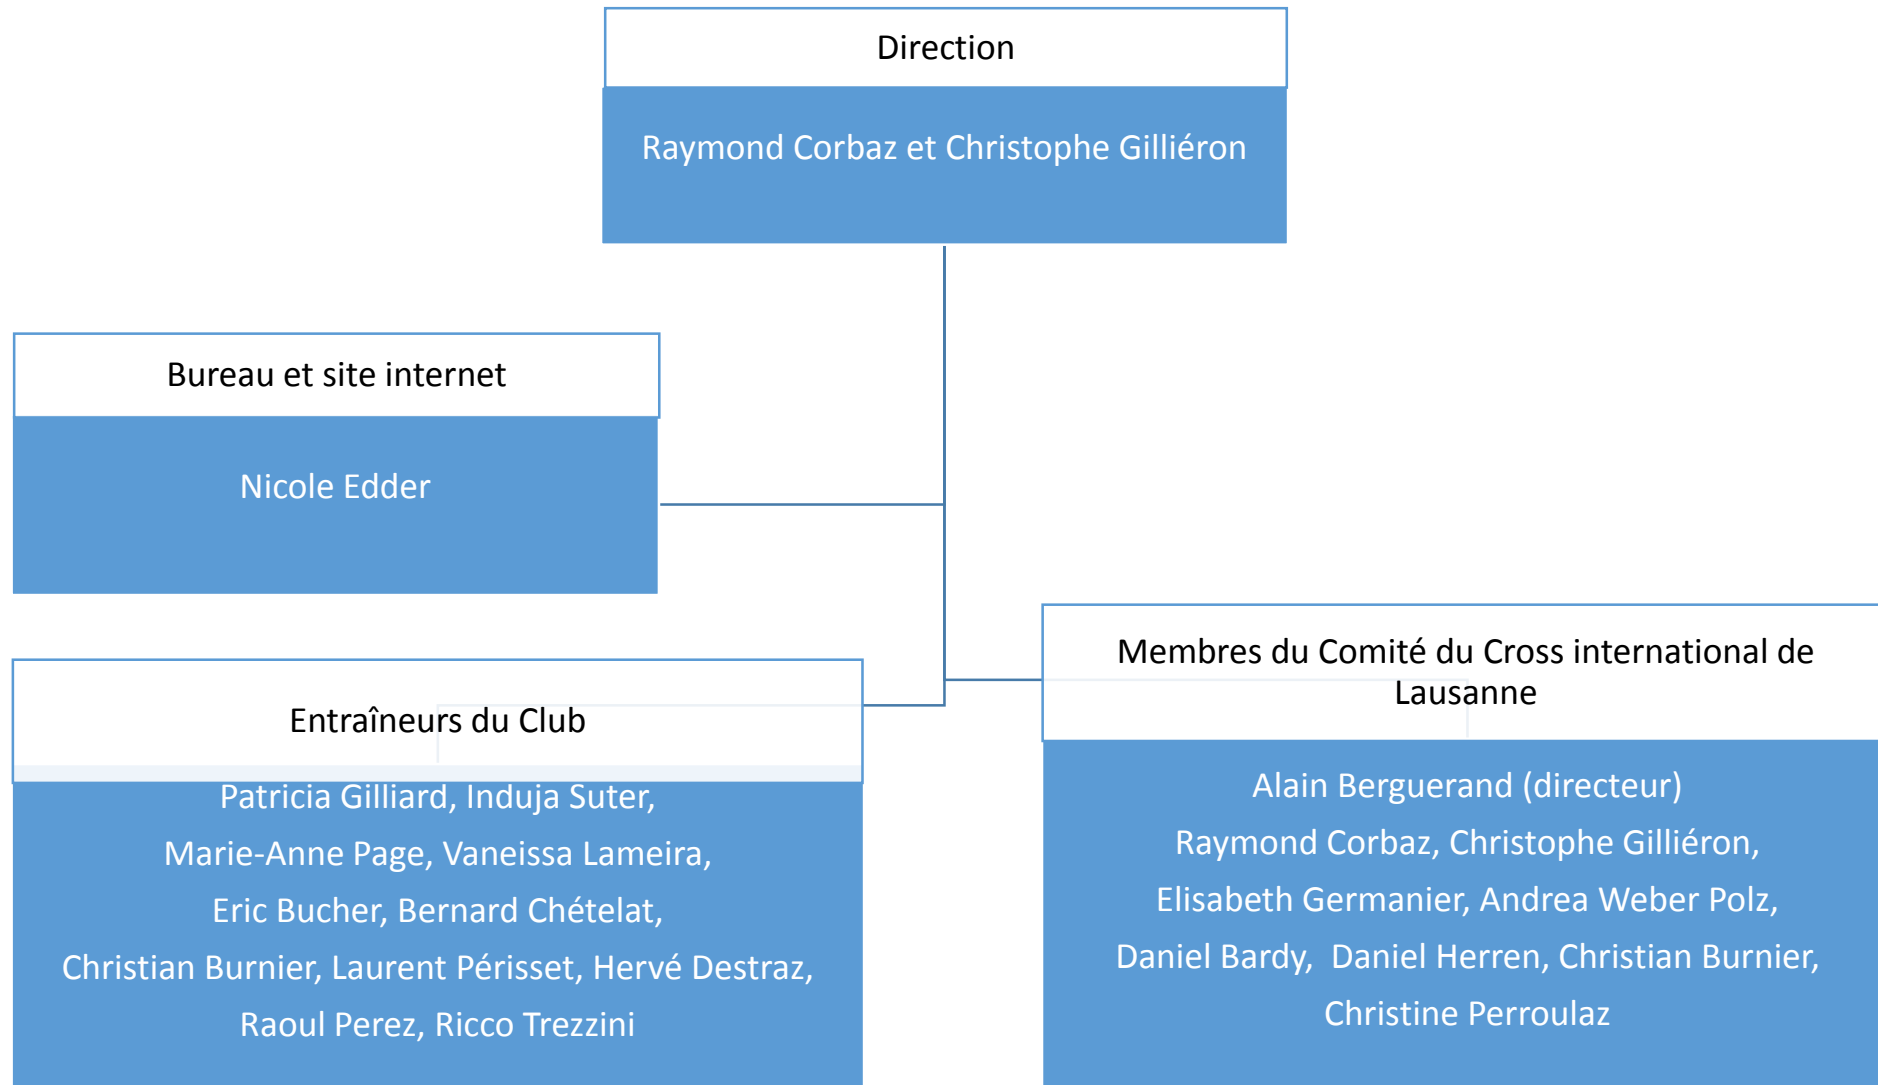 Direction
Raymond Corbaz et Christophe Gilliéron
Bureau et site internet
Nicole Edder
Entraîneurs du Club
Patricia Gilliard, Induja Suter,
Marie-Anne Page, Vaneissa Lameira,
Eric Bucher, Bernard Chételat,
Christian Burnier, Laurent Périsset, Hervé Destraz,
Raoul Perez, Ricco Trezzini
Membres du Comité du Cross international de
Lausanne
Alain Berguerand (directeur)
Raymond Corbaz, Christophe Gilliéron,
Elisabeth Germanier, Andrea Weber Polz,
Daniel Bardy, Daniel Herren, Christian Burnier,
Christine Perroulaz